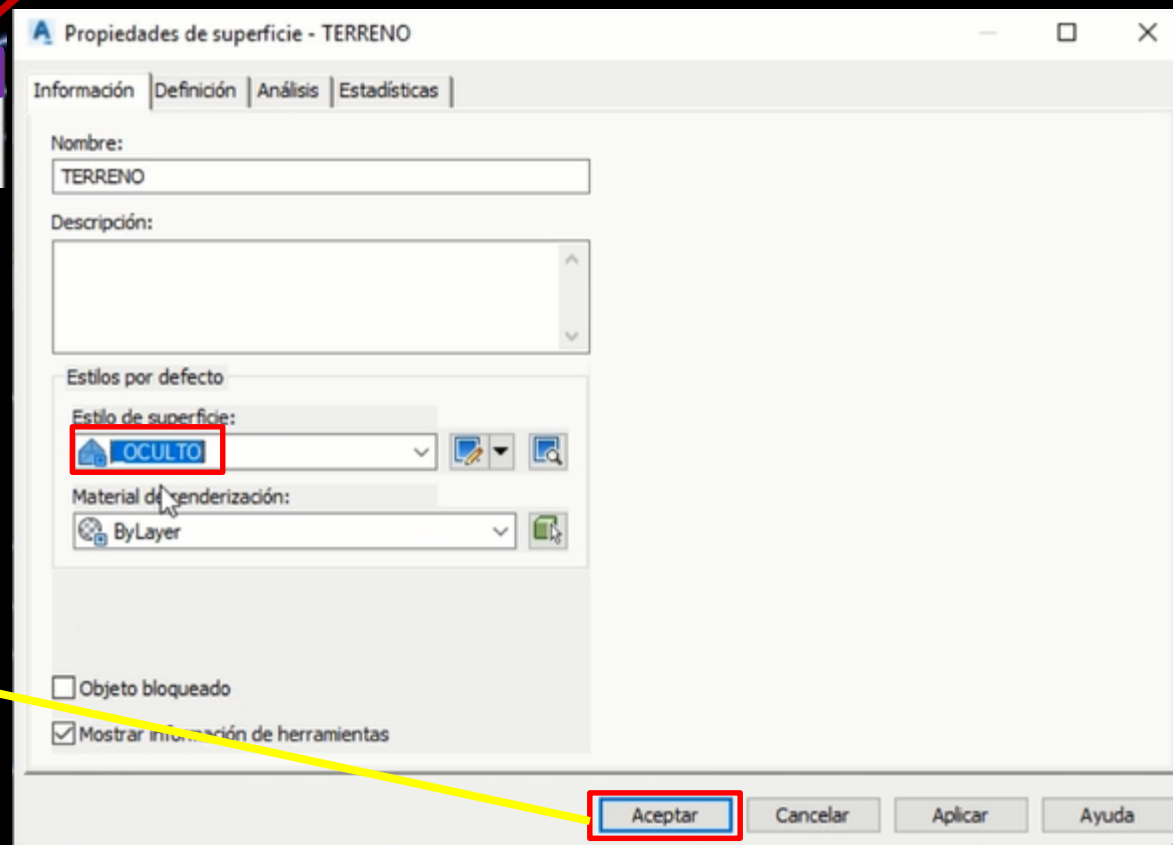 Propiedades de superficie - TERRENO
Información Definición Análisis Estadísticas
Nombre:
TERRENO
Descripción:
Estilos por defecto
Estilo de superficie:
_OCULTO
Material de renderización:
ByLayer
Objeto bloqueado
Mostrar información de herramientas
Aceptar Cancelar Aplicar Ayuda